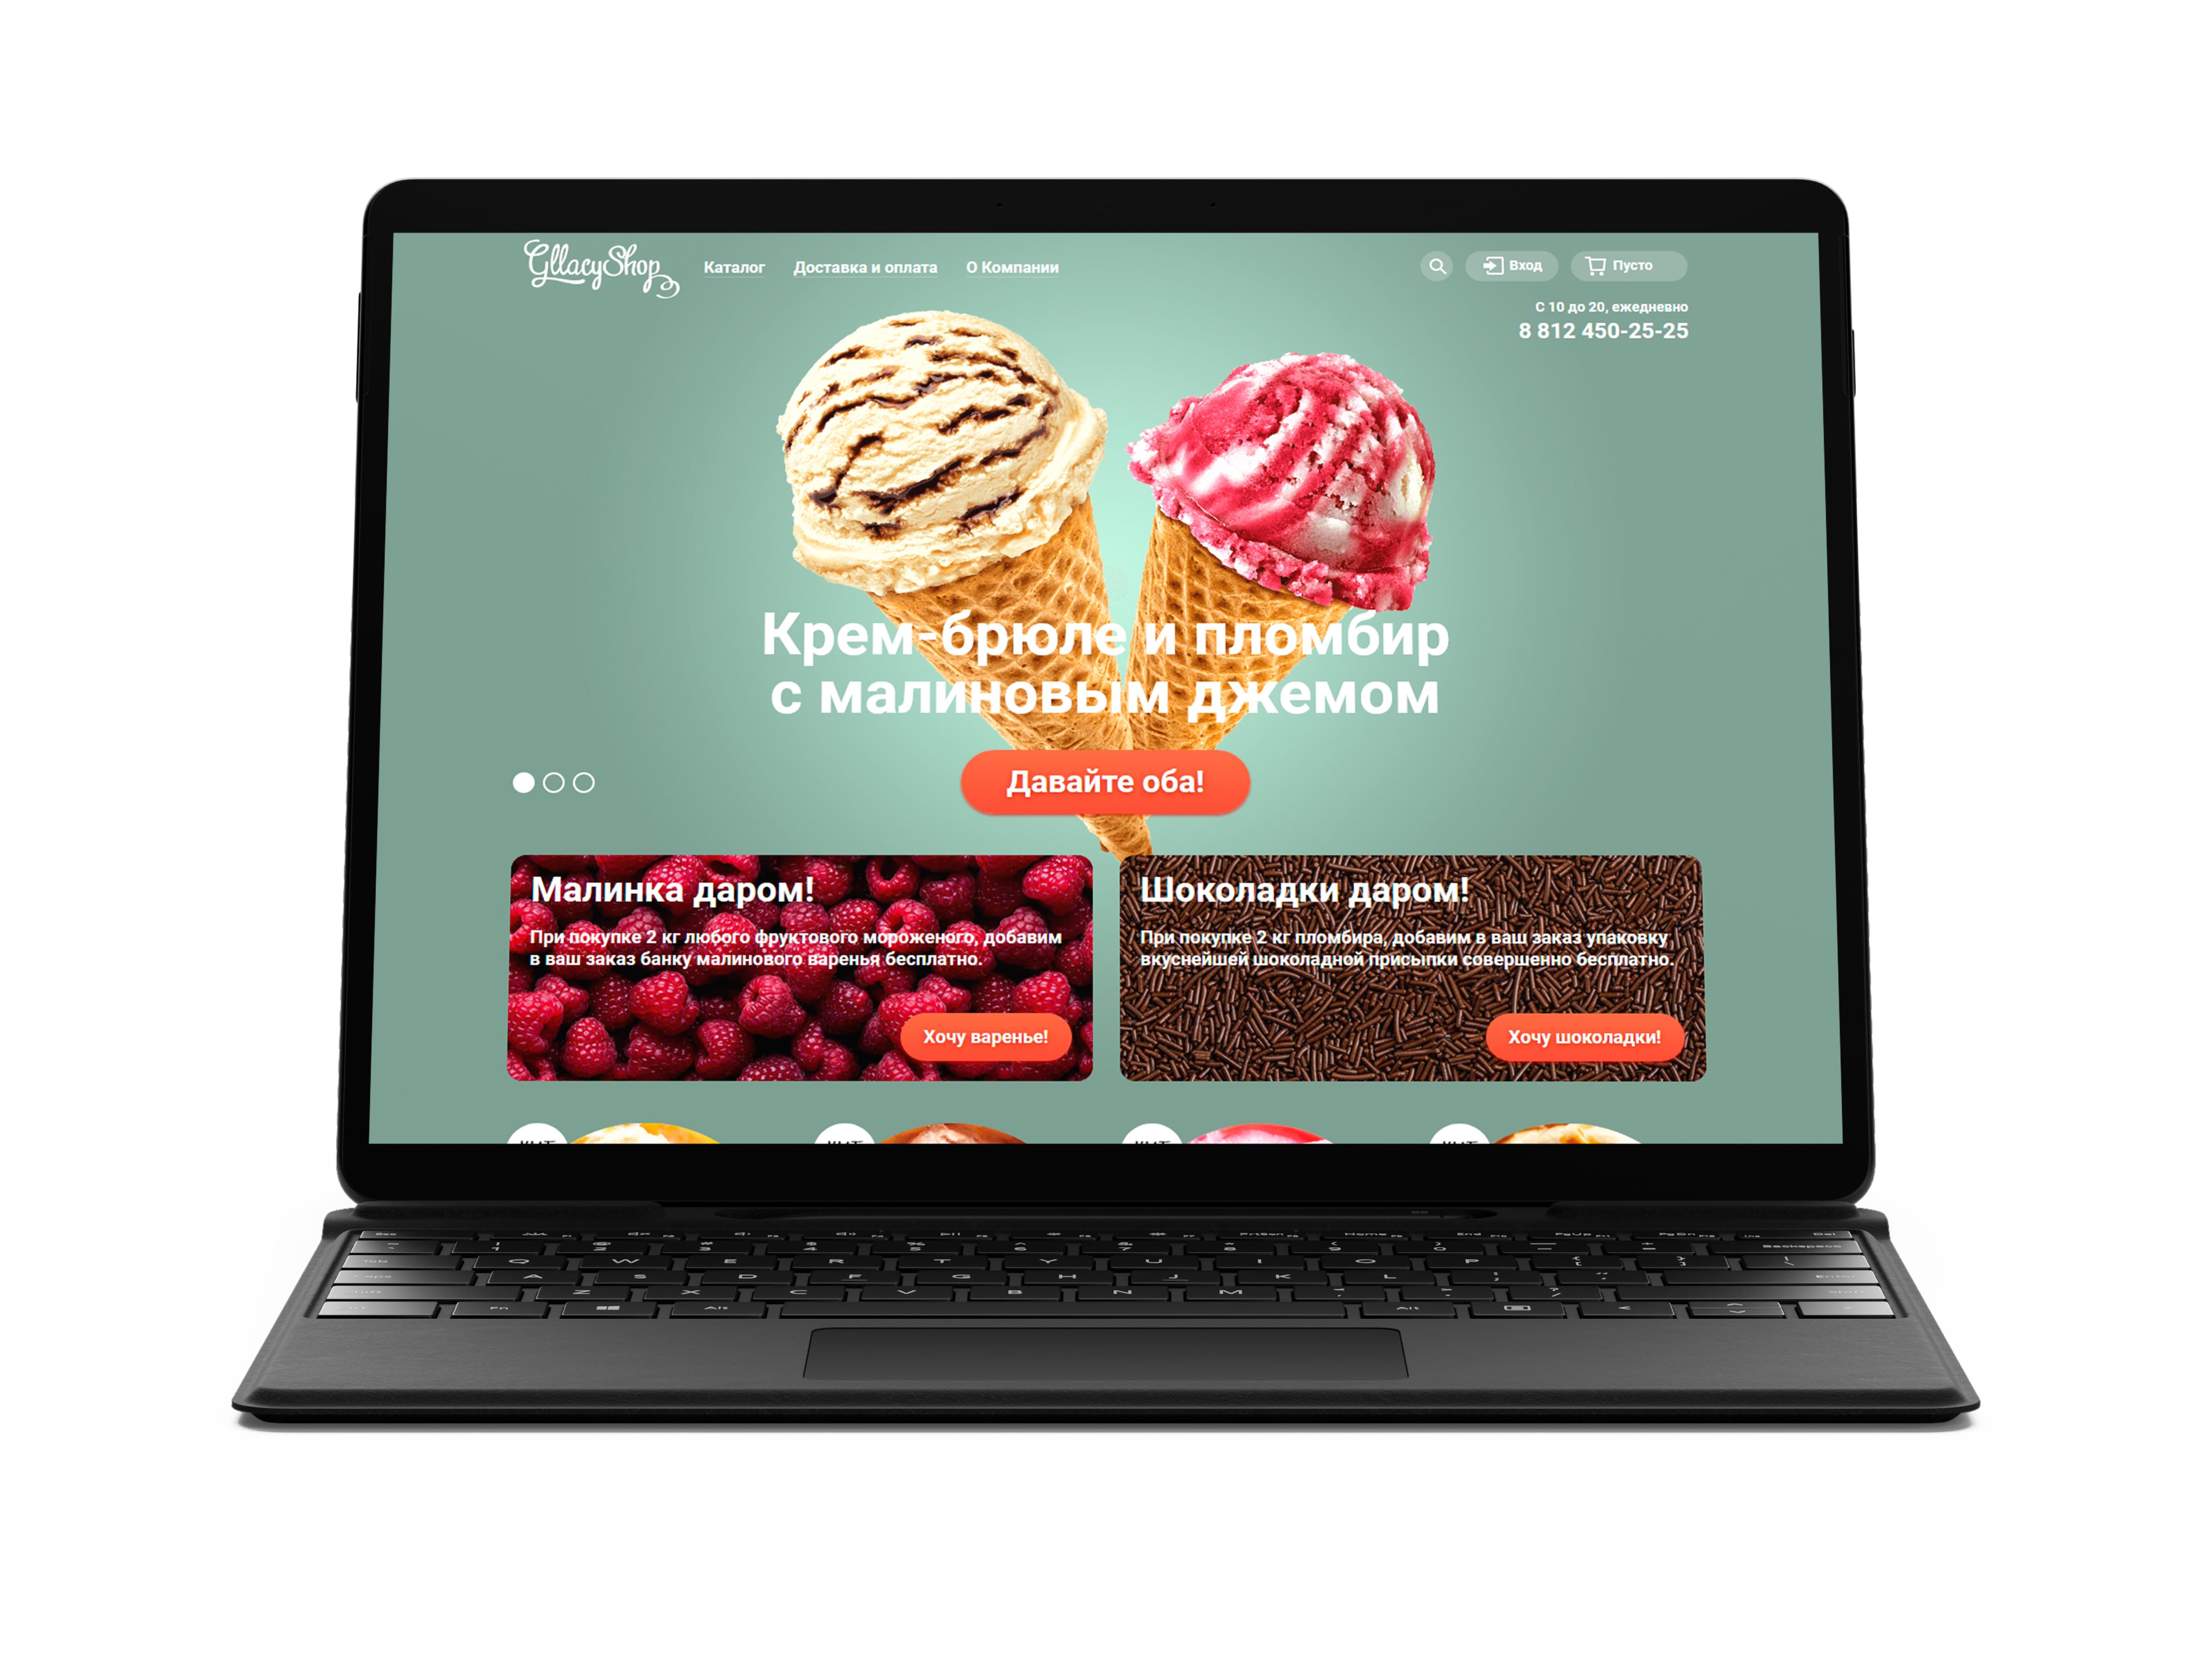 GllacyShop
Каталог Доставка и оплата О Компании
Вход Пусто
С 10 до 20, ежедневно
8 812 450-25-25
Крем-брюле и пломбир
с малиновым джемом
Давайте оба!
Малинка даром!
При покупке 2 кг любого фруктового мороженого, добавим
в ваш заказ банку малинового варенья бесплатно.
Хочу варенье!
Шоколадки даром!
При покупке 2 кг пломбира, добавим в ваш заказ упаковку
вкуснейшей шоколадной присыпки совершенно бесплатно.
Хочу шоколадки!
Q W E R T Y U I O P
A S D F G H J K L
Z X C V B N M
Fn Alt Alt